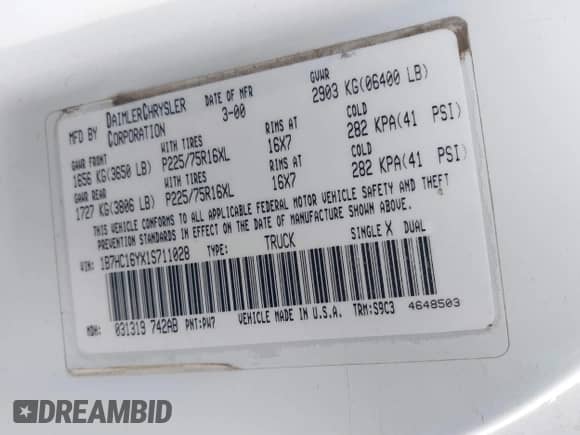 MFD BY DAIMLERCHRYSLER CORPORATION DATE OF MFR 3-00 GVWR 2903 KG(06400 LB)
GAWR FRONT WITH TIRES RIMS AT COLD
1656 KG(3650 LB) P225/75R16XL 16X7 282 KPA(41 PSI)
GAWR REAR WITH TIRES RIMS AT COLD
1727 KG(3806 LB) P225/75R16XL 16X7 282 KPA(41 PSI)
THIS VEHICLE CONFORMS TO ALL APPLICABLE FEDERAL MOTOR VEHICLE SAFETY AND THEFT
PREVENTION STANDARDS IN EFFECT ON THE DATE OF MANUFACTURE SHOWN ABOVE.
VEHICLE ID NO.: 1B7HC16YX1S711028 TYPE: TRUCK SINGLE X DUAL
MDH: 031319 742AB PNT:PW7 VEHICLE MADE IN U.S.A. TRM:S9C3 4648503
DREAMBID